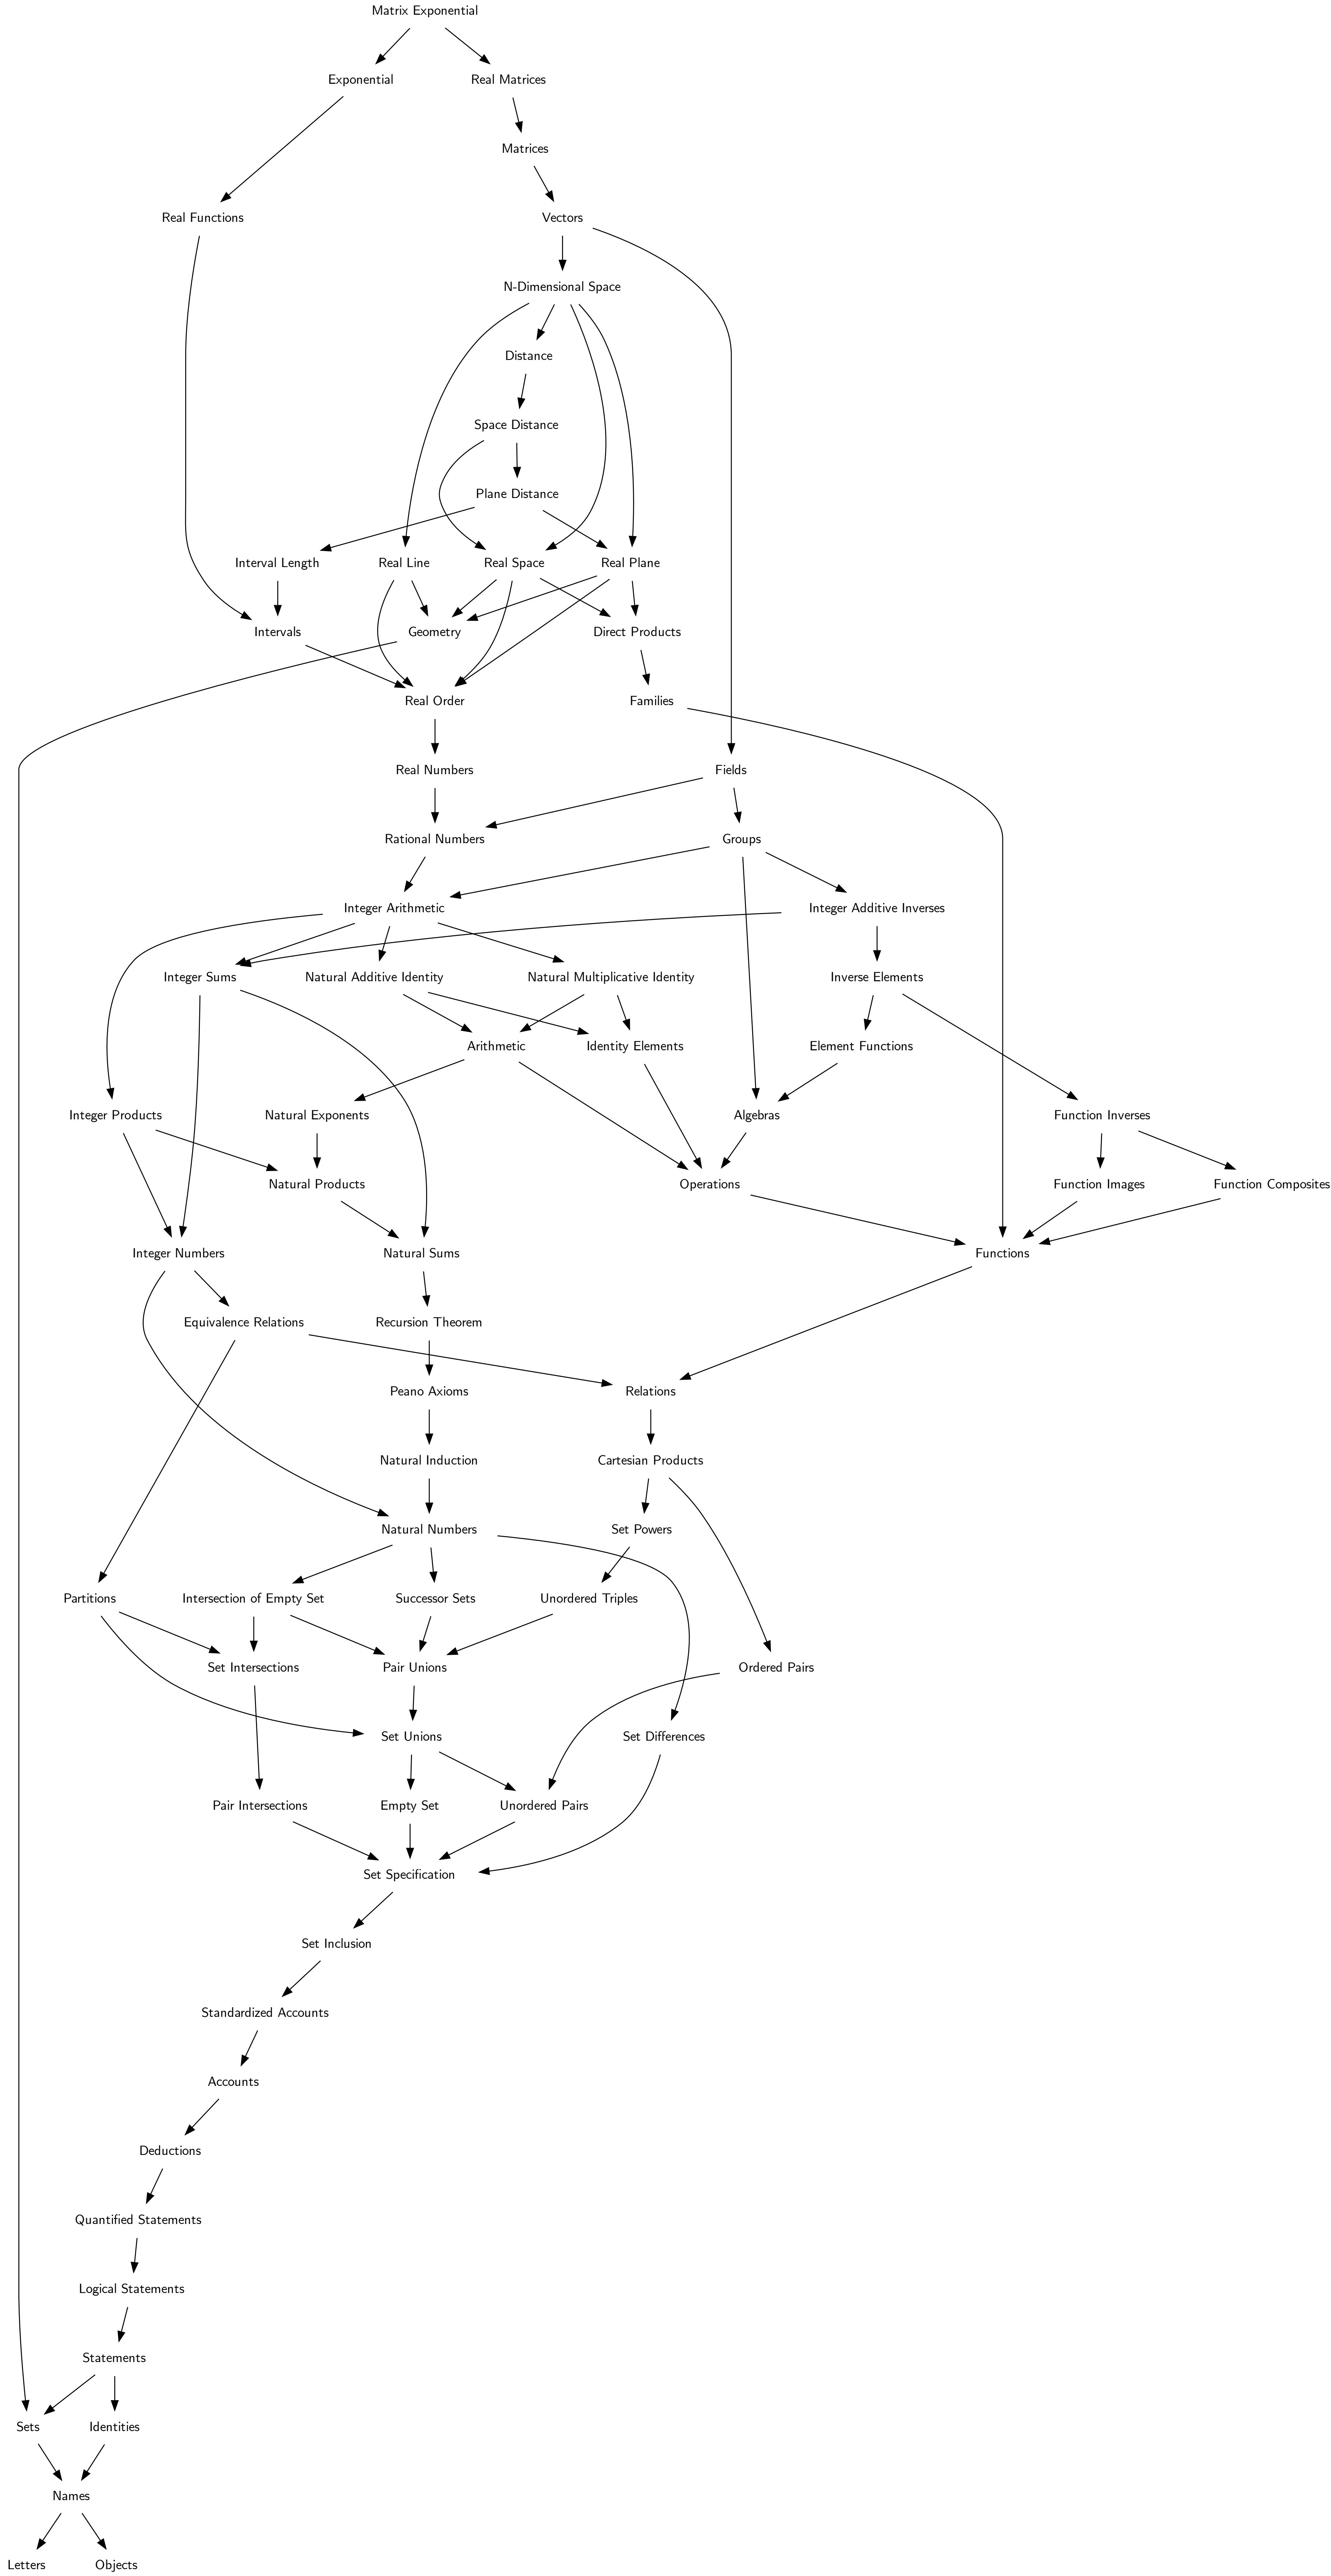 Matrix Exponential
Exponential
Real Matrices
Matrices
Real Functions
Vectors
N-Dimensional Space
Distance
Space Distance
Plane Distance
Interval Length
Real Line
Real Space
Real Plane
Intervals
Geometry
Direct Products
Real Order
Families
Real Numbers
Fields
Rational Numbers
Groups
Integer Arithmetic
Integer Additive Inverses
Integer Sums
Natural Additive Identity
Natural Multiplicative Identity
Inverse Elements
Arithmetic
Identity Elements
Element Functions
Integer Products
Natural Exponents
Algebras
Function Inverses
Natural Products
Operations
Function Images
Function Composites
Integer Numbers
Natural Sums
Functions
Equivalence Relations
Recursion Theorem
Peano Axioms
Relations
Natural Induction
Cartesian Products
Natural Numbers
Set Powers
Partitions
Intersection of Empty Set
Successor Sets
Unordered Triples
Set Intersections
Pair Unions
Ordered Pairs
Set Unions
Set Differences
Pair Intersections
Empty Set
Unordered Pairs
Set Specification
Set Inclusion
Standardized Accounts
Accounts
Deductions
Quantified Statements
Logical Statements
Statements
Sets
Identities
Names
Letters
Objects